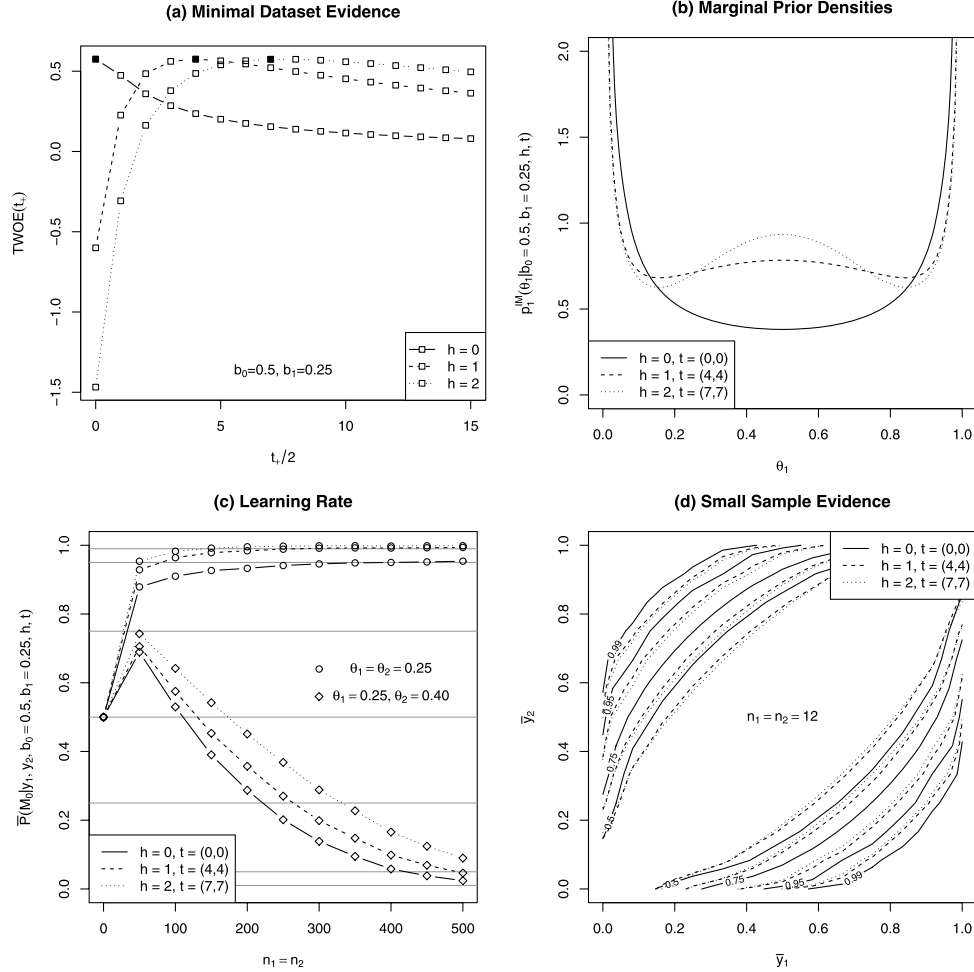 (a) Minimal Dataset Evidence
TWOE(t₊)
0.5
0.0
−0.5
−1.0
−1.5
b₀=0.5, b₁=0.25
h = 0
h = 1
h = 2
0 5 10 15
t₊/2
(b) Marginal Prior Densities
p₁ᴵᴹ(θ₁|b₀ = 0.5, b₁ = 0.25, h, t)
2.0
1.5
1.0
0.5
0.0
h = 0, t = (0,0)
h = 1, t = (4,4)
h = 2, t = (7,7)
0.0 0.2 0.4 0.6 0.8 1.0
θ₁
(c) Learning Rate
P̅(M₀|y₁, y₂, b₀ = 0.5, b₁ = 0.25, h, t)
1.0
0.8
0.6
0.4
0.2
0.0
θ₁ = θ₂ = 0.25
θ₁ = 0.25, θ₂ = 0.40
h = 0, t = (0,0)
h = 1, t = (4,4)
h = 2, t = (7,7)
0 100 200 300 400 500
n₁ = n₂
(d) Small Sample Evidence
y̅₂
1.0
0.8
0.6
0.4
0.2
0.0
h = 0, t = (0,0)
h = 1, t = (4,4)
h = 2, t = (7,7)
0.99
0.95
0.75
0.5
n₁ = n₂ = 12
0.5
0.75
0.95
0.99
0.0 0.2 0.4 0.6 0.8 1.0
y̅₁